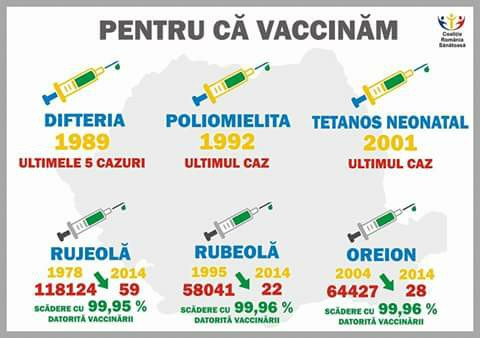 PENTRU CĂ VACCINĂM
Coaliția
România
Sănătoasă
DIFTERIA
1989
ULTIMELE 5 CAZURI
POLIOMIELITA
1992
ULTIMUL CAZ
TETANOS NEONATAL
2001
ULTIMUL CAZ
RUJEOLĂ
1978 2014
118124 59
SCĂDERE CU 99,95 %
DATORITĂ VACCINĂRII
RUBEOLĂ
1995 2014
58041 22
SCĂDERE CU 99,96 %
DATORITĂ VACCINĂRII
OREION
2004 2014
64427 28
SCĂDERE CU 99,96 %
DATORITĂ VACCINĂRII